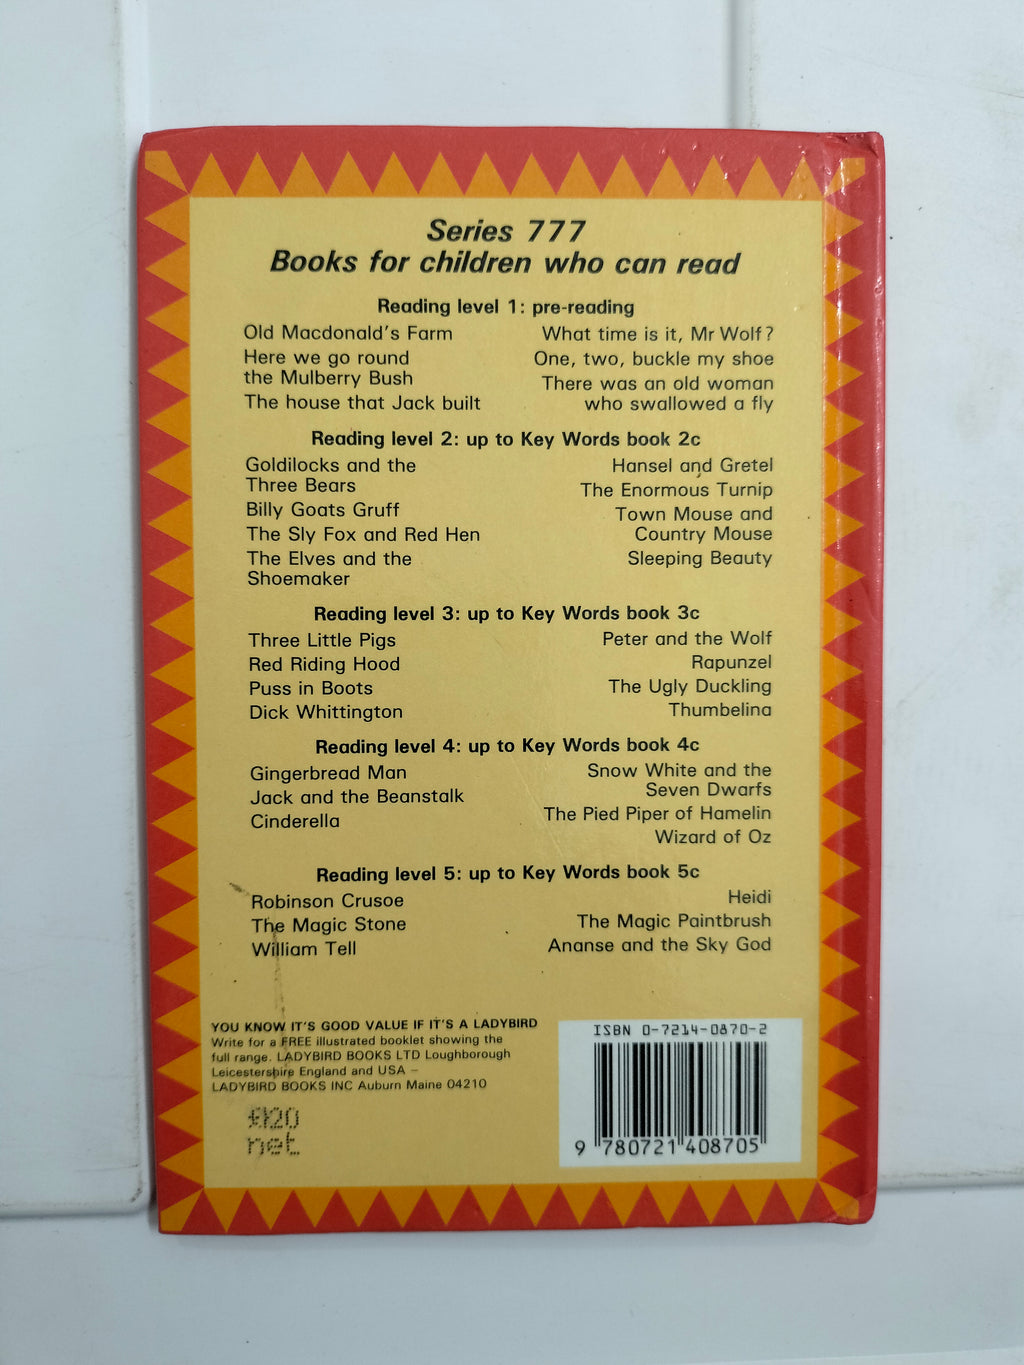 Series 777
Books for children who can read
Reading level 1: pre-reading
Old Macdonald's Farm
Here we go round
the Mulberry Bush
The house that Jack built
What time is it, Mr Wolf?
One, two, buckle my shoe
There was an old woman
who swallowed a fly
Reading level 2: up to Key Words book 2c
Goldilocks and the
Three Bears
Billy Goats Gruff
The Sly Fox and Red Hen
The Elves and the
Shoemaker
Hansel and Gretel
The Enormous Turnip
Town Mouse and
Country Mouse
Sleeping Beauty
Reading level 3: up to Key Words book 3c
Three Little Pigs
Red Riding Hood
Puss in Boots
Dick Whittington
Peter and the Wolf
Rapunzel
The Ugly Duckling
Thumbelina
Reading level 4: up to Key Words book 4c
Gingerbread Man
Jack and the Beanstalk
Cinderella
Snow White and the
Seven Dwarfs
The Pied Piper of Hamelin
Wizard of Oz
Reading level 5: up to Key Words book 5c
Robinson Crusoe
The Magic Stone
William Tell
Heidi
The Magic Paintbrush
Ananse and the Sky God
YOU KNOW IT'S GOOD VALUE IF IT'S A LADYBIRD
Write for a FREE illustrated booklet showing the
full range. LADYBIRD BOOKS LTD Loughborough
Leicestershire England and USA –
LADYBIRD BOOKS INC Auburn Maine 04210
net
ISBN 0-7214-0870-2
9 780721 408705